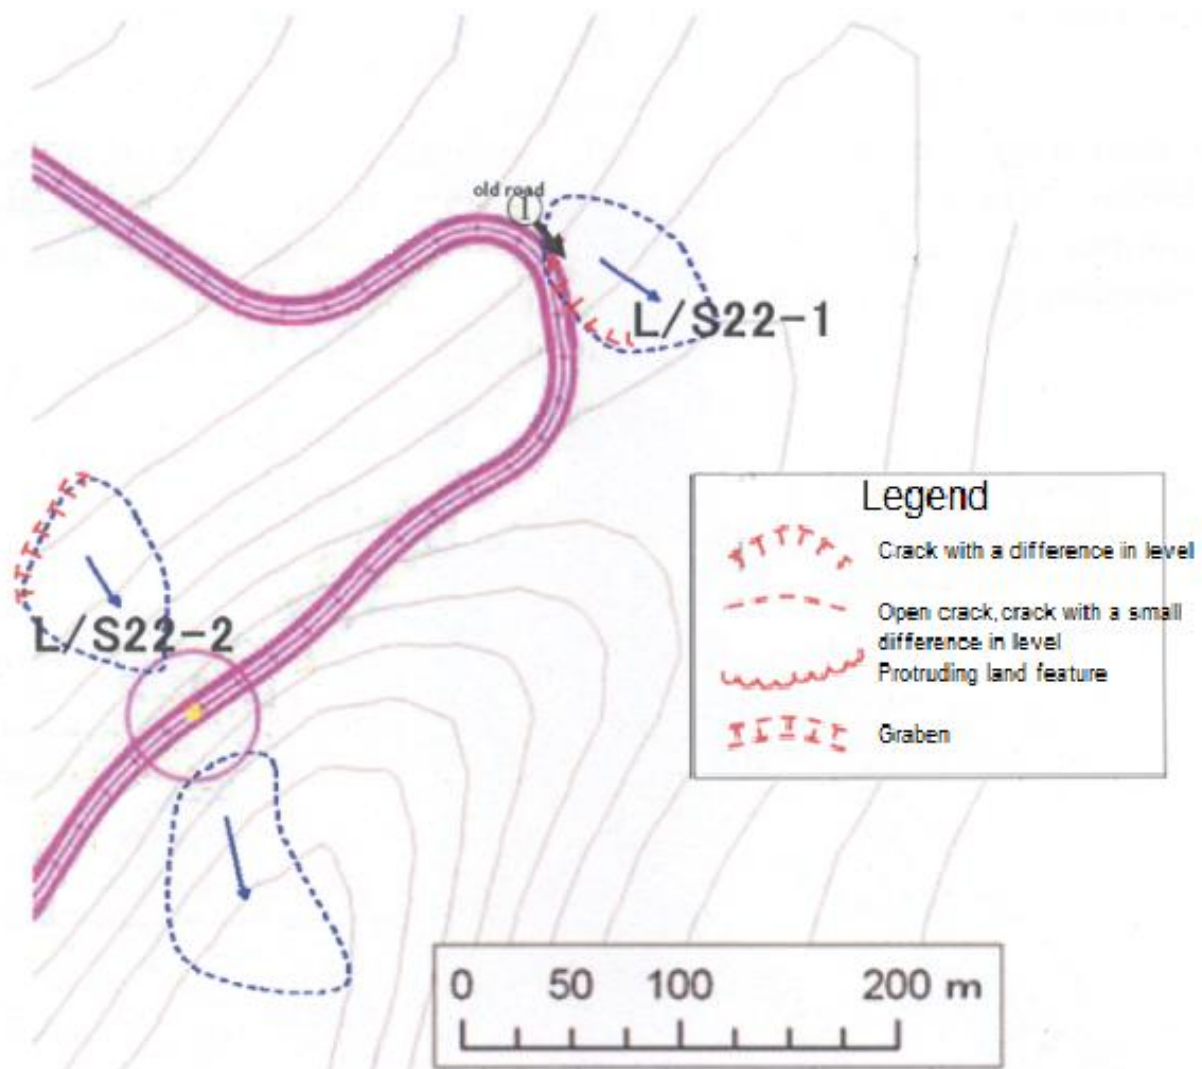 old road
1
L/S22-1
L/S22-2
Legend
Crack with a difference in level
Open crack, crack with a small
difference in level
Protruding land feature
Graben
0 50 100 200 m